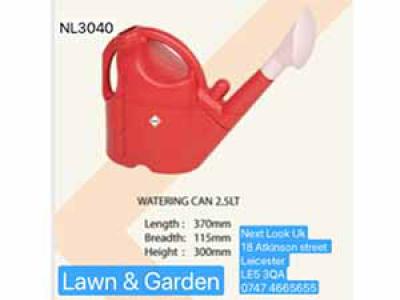 NL3040
WATERING CAN 2.5LT
Length : 370mm
Breadth: 115mm
Height : 300mm
Next Look Uk
18 Atkinson street
Leicester
LE5 3QA
0747 4665655
Lawn & Garden